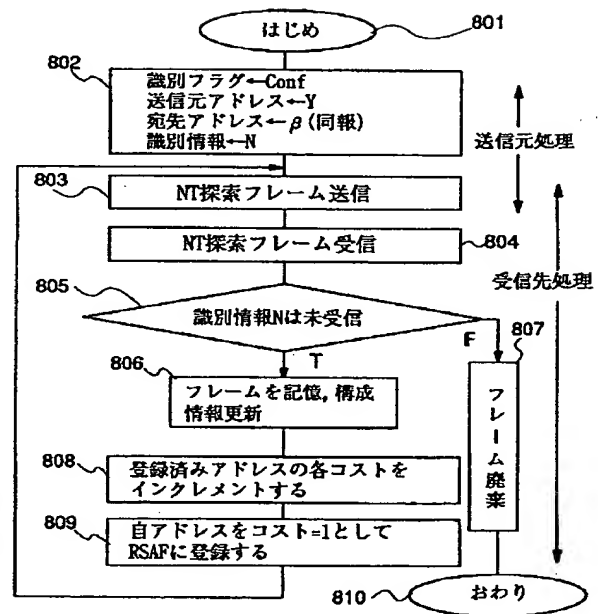 はじめ
801
802
識別フラグ←Conf
送信元アドレス←Y
宛先アドレス←β(同報)
識別情報←N
送信元処理
803
NT探索フレーム送信
NT探索フレーム受信
804
受信先処理
805
識別情報Nは未受信
T
F
807
806
フレームを記憶,構成
情報更新
フレーム廃棄
808
登録済みアドレスの各コストを
インクレメントする
809
自アドレスをコスト=1として
RSAFに登録する
810
おわり